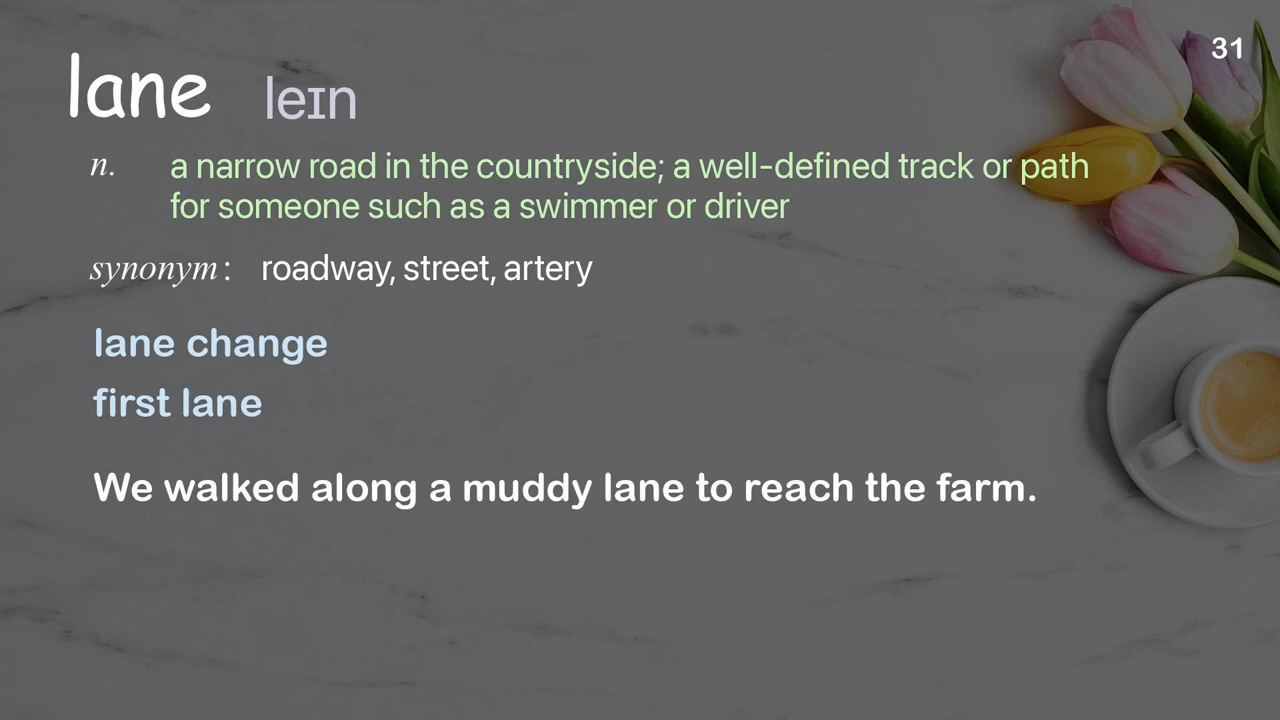 31
lane leɪn
n. a narrow road in the countryside; a well-defined track or path
for someone such as a swimmer or driver
synonym: roadway, street, artery
lane change
first lane
We walked along a muddy lane to reach the farm.